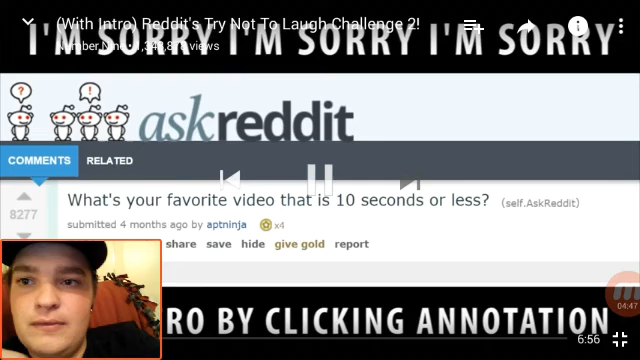 (With Intro) Reddit's Try Not To Laugh Challenge 2!
I'M SORRY I'M SORRY I'M SORRY
Number Nine •
views
? !
askreddit
COMMENTS RELATED
What's your favorite video that is 10 seconds or less? (self.AskReddit)
8277
submitted 4 months ago by aptninja x4
share save hide give gold report
04:47
RO BY CLICKING ANNOTATION
6:56